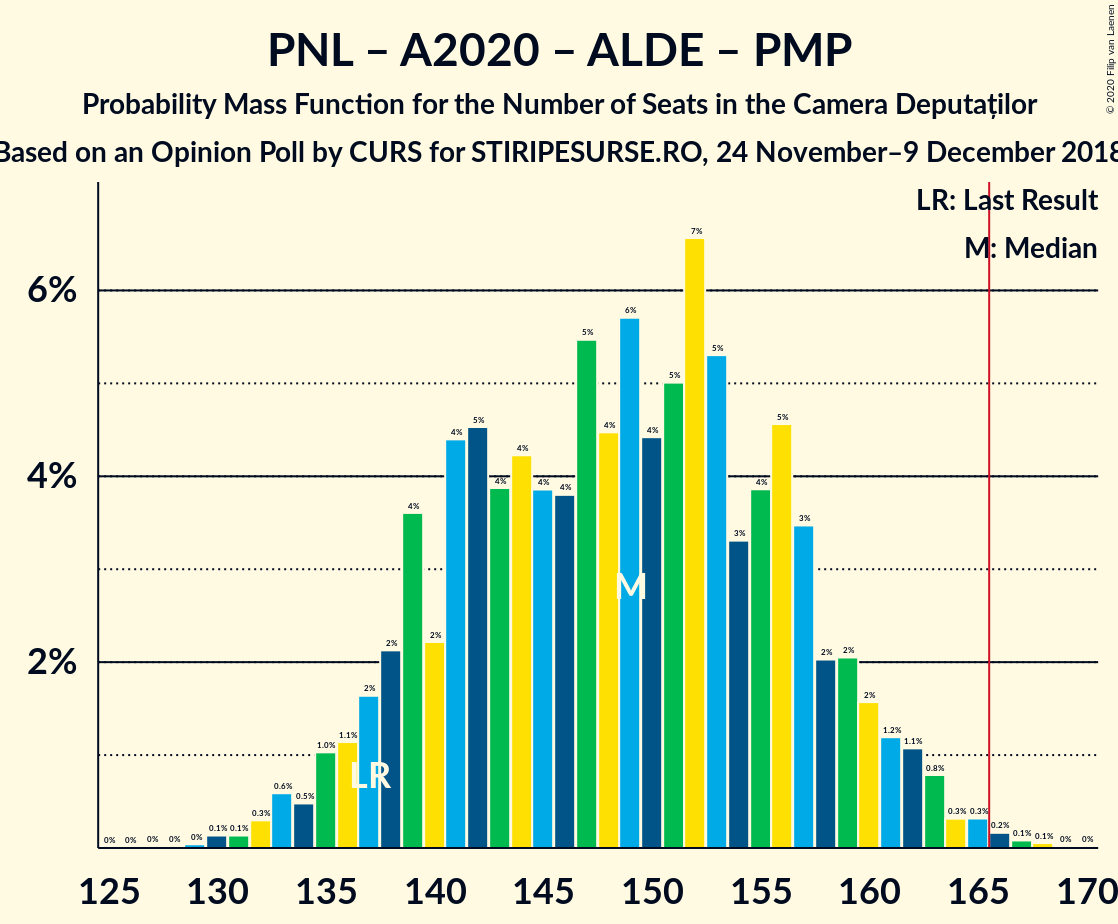 PNL – A2020 – ALDE – PMP
Probability Mass Function for the Number of Seats in the Camera Deputaților
Based on an Opinion Poll by CURS for STIRIPESURSE.RO, 24 November–9 December 2018
© 2020 Filip van Laenen
LR: Last Result
M: Median
6%
4%
2%
0% 0% 0% 0% 0% 0.1% 0.1% 0.3% 0.6% 0.5% 1.0% 1.1% 2% 2% 4% 2% 4% 5% 4% 4% 4% 4% 5% 4% 6% 4% 5% 7% 5% 3% 4% 5% 3% 2% 2% 2% 1.2% 1.1% 0.8% 0.3% 0.3% 0.2% 0.1% 0.1% 0% 0%
M
LR
125 130 135 140 145 150 155 160 165 170